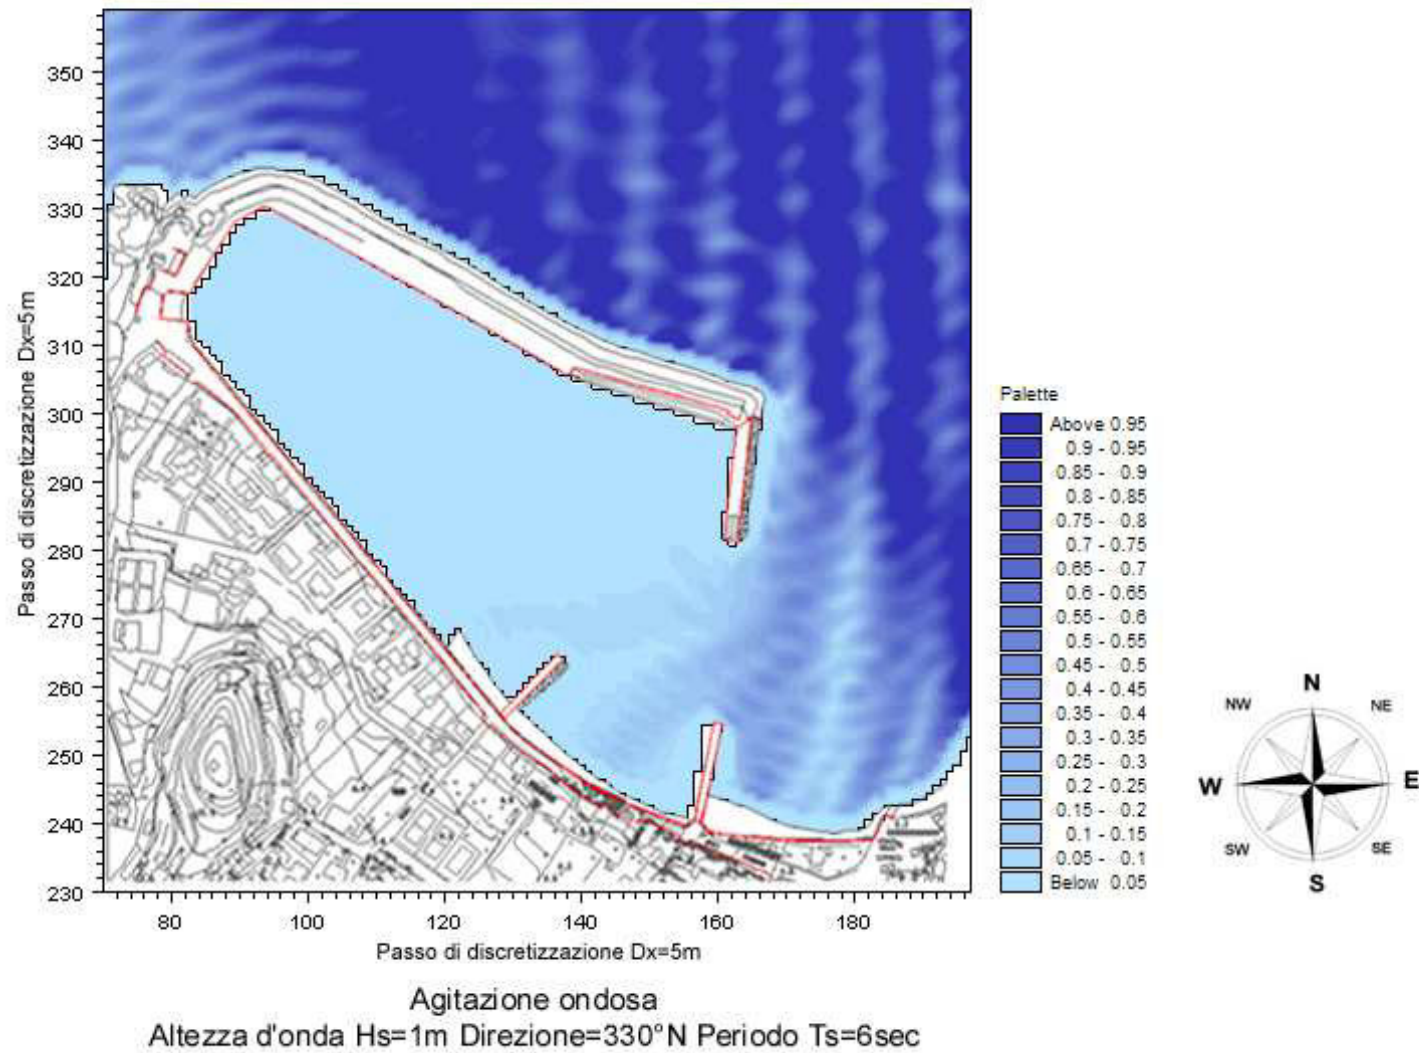 350
340
330
320
310
300
290
280
270
260
250
240
230
Passo di discretizzazione Dx=5m
80 100 120 140 160 180
Passo di discretizzazione Dx=5m
Agitazione ondosa
Altezza d'onda Hs=1m Direzione=330°N Periodo Ts=6sec
Palette
Above 0.95
0.9 - 0.95
0.85 - 0.9
0.8 - 0.85
0.75 - 0.8
0.7 - 0.75
0.65 - 0.7
0.6 - 0.65
0.55 - 0.6
0.5 - 0.55
0.45 - 0.5
0.4 - 0.45
0.35 - 0.4
0.3 - 0.35
0.25 - 0.3
0.2 - 0.25
0.15 - 0.2
0.1 - 0.15
0.05 - 0.1
Below 0.05
N
NW NE
W E
SW SE
S